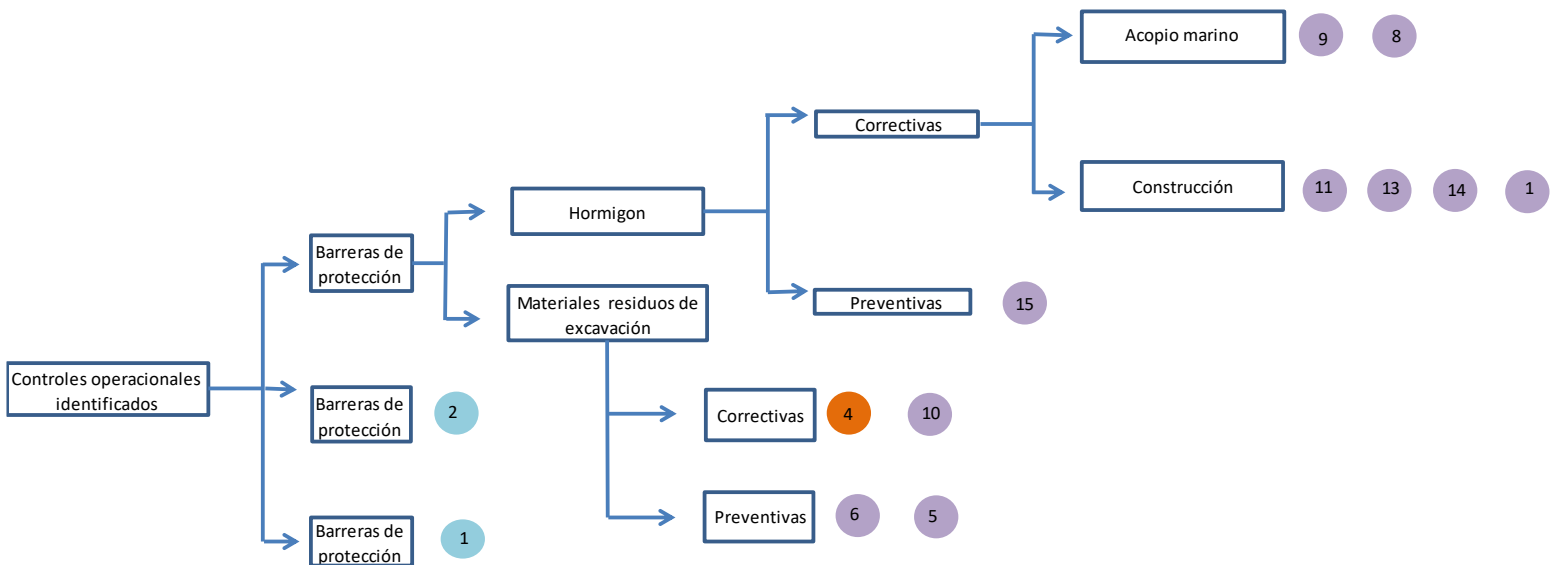 Acopio marino
9
8
Correctivas
Construcción
11
13
14
1
Hormigon
Barreras de
protección
Materiales residuos de
excavación
Preventivas
15
Controles operacionales
identificados
Barreras de
protección
2
Correctivas
4
10
Preventivas
6
5
Barreras de
protección
1